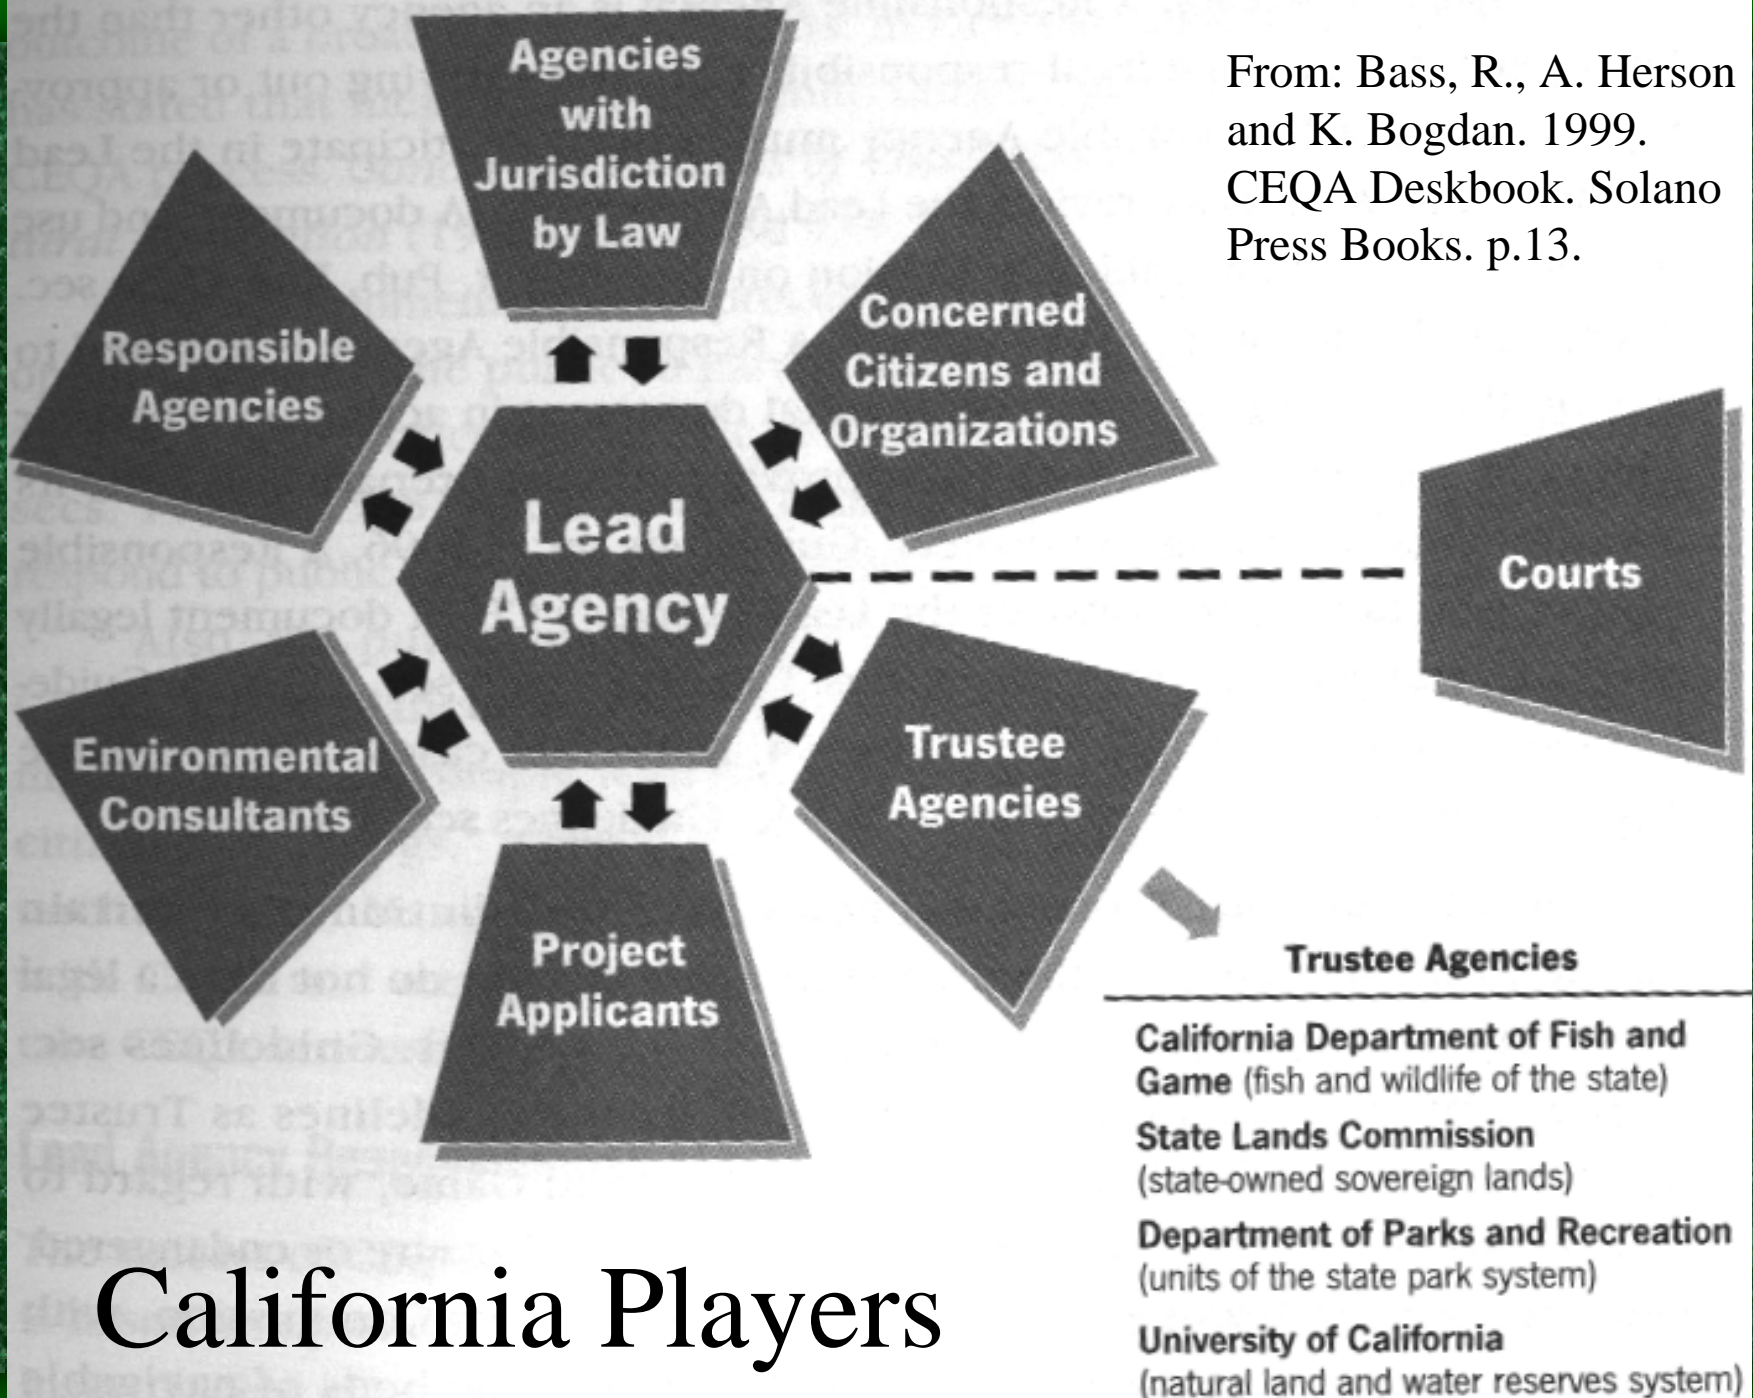 Agencies
with
Jurisdiction
by Law
From: Bass, R., A. Herson
and K. Bogdan. 1999.
CEQA Deskbook. Solano
Press Books. p.13.
Responsible
Agencies
Concerned
Citizens and
Organizations
Lead
Agency
Courts
Environmental
Consultants
Trustee
Agencies
Project
Applicants
Trustee Agencies
California Department of Fish and
Game (fish and wildlife of the state)
State Lands Commission
(state-owned sovereign lands)
Department of Parks and Recreation
(units of the state park system)
University of California
(natural land and water reserves system)
California Players